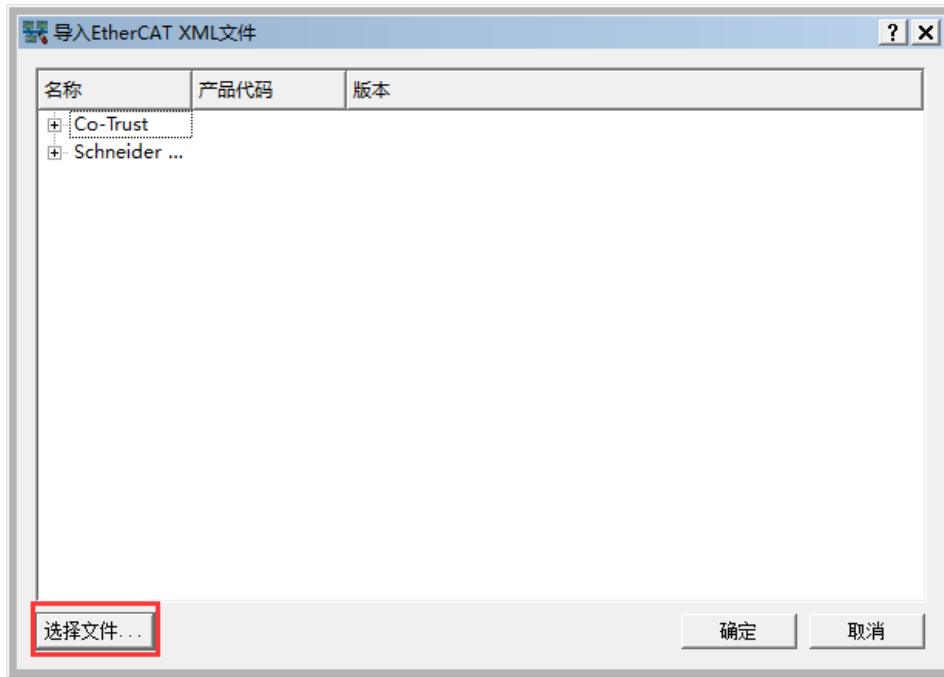 导入EtherCAT XML文件
名称 产品代码 版本
Co-Trust
Schneider ...
选择文件... 确定 取消